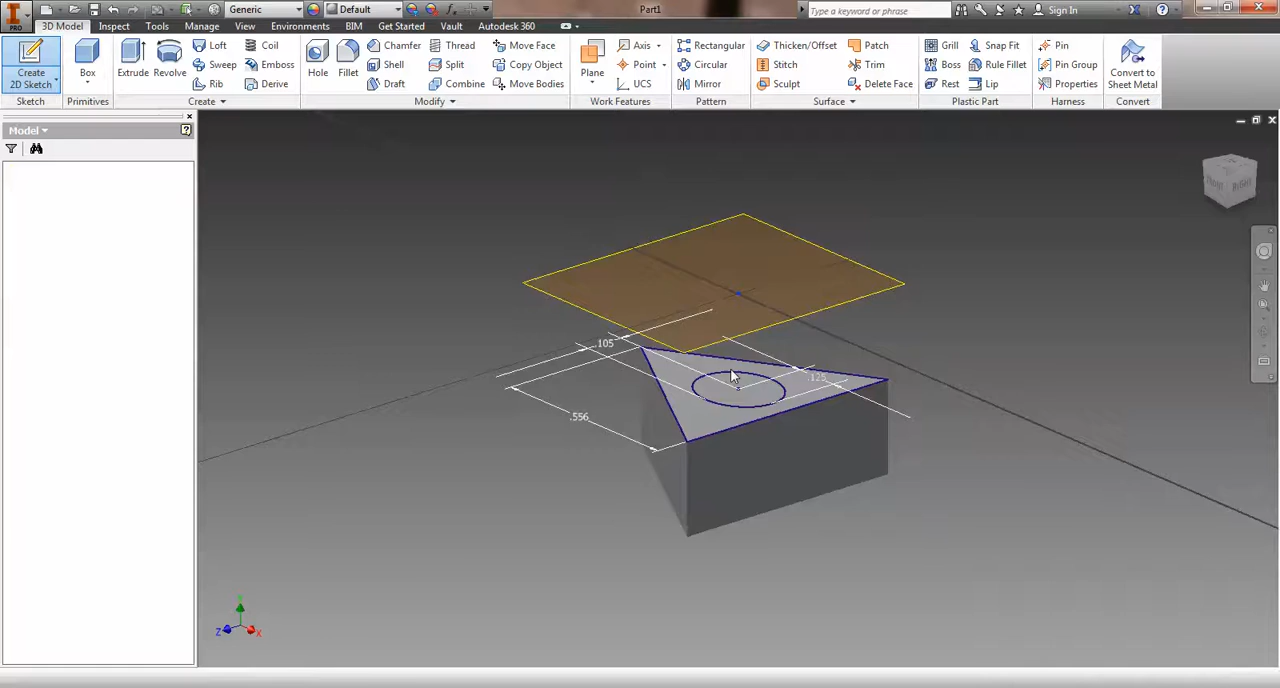 Generic
Default
Part1
Type a keyword or phrase
Sign In
PRO
3D Model Inspect Tools Manage View Environments BIM Get Started Vault Autodesk 360
Create
2D Sketch
Box
Extrude
Revolve
Loft
Sweep
Rib
Coil
Emboss
Derive
Hole
Fillet
Chamfer
Shell
Draft
Thread
Split
Combine
Move Face
Copy Object
Move Bodies
Plane
Axis
Point
UCS
Rectangular
Circular
Mirror
Thicken/Offset
Stitch
Sculpt
Patch
Trim
Delete Face
Grill
Boss
Rest
Snap Fit
Rule Fillet
Lip
Pin
Pin Group
Properties
Convert to
Sheet Metal
Sketch Primitives Create Modify Work Features Pattern Surface Plastic Part Harness Convert
Model
RIGHT
.105
.125
.556
Z
X